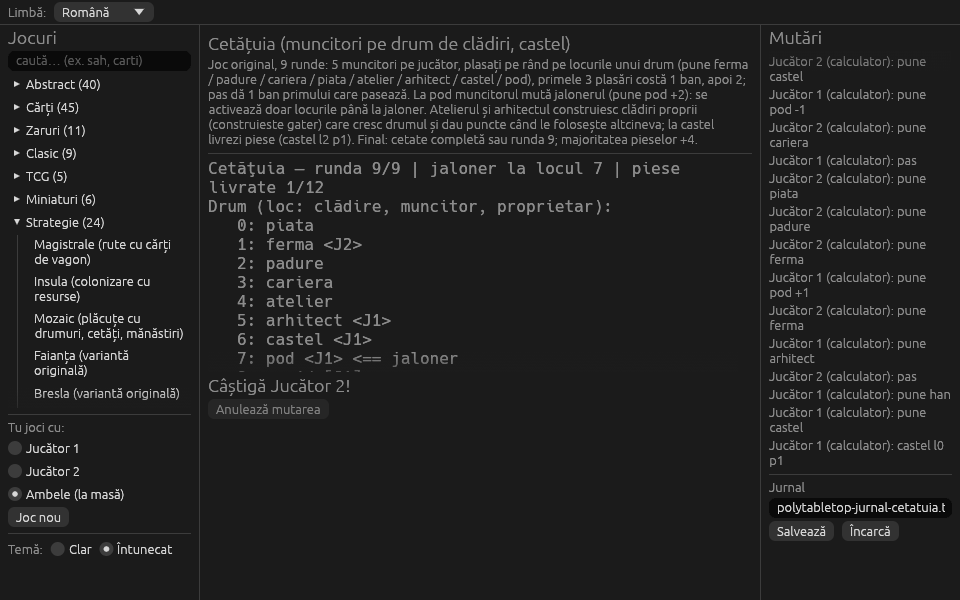 Limbă:
Română
Jocuri
caută... (ex. sah, carti)
Abstract (40)
Cărți (45)
Zaruri (11)
Clasic (9)
TCG (5)
Miniaturi (6)
Strategie (24)
Magistrale (rute cu cărți
de vagon)
Insula (colonizare cu
resurse)
Mozaic (plăcuțe cu
drumuri, cetăți, mănăstiri)
Faianța (variantă
originală)
Bresla (variantă originală)
Tu joci cu:
Jucător 1
Jucător 2
Ambele (la masă)
Joc nou
Temă:
Clar
Întunecat
Cetățuia (muncitori pe drum de clădiri, castel)
Joc original, 9 runde: 5 muncitori pe jucător, plasați pe rând pe locurile unui drum (pune ferma
/ padure / cariera / piata / atelier / arhitect / castel / pod), primele 3 plasări costă 1 ban, apoi 2;
pas dă 1 ban primului care pasează. La pod muncitorul mută jalonerul (pune pod +2): se
activează doar locurile până la jaloner. Atelierul și arhitectul construiesc clădiri proprii
(construieste gater) care cresc drumul și dau puncte când le folosește altcineva; la castel
livrezi piese (castel l2 p1). Final: cetate completă sau runda 9; majoritatea pieselor +4.
Cetăţuia — runda 9/9 | jaloner la locul 7 | piese
livrate 1/12
Drum (loc: clădire, muncitor, proprietar):
0: piata
1: ferma <J2>
2: padure
3: cariera
4: atelier
5: arhitect <J1>
6: castel <J1>
7: pod <J1> <== jaloner
Câștigă Jucător 2!
Anulează mutarea
Mutări
Jucător 2 (calculator): pune
castel
Jucător 1 (calculator): pune
pod -1
Jucător 2 (calculator): pune
cariera
Jucător 1 (calculator): pas
Jucător 2 (calculator): pune
piata
Jucător 2 (calculator): pune
padure
Jucător 2 (calculator): pune
ferma
Jucător 1 (calculator): pune
pod +1
Jucător 2 (calculator): pune
ferma
Jucător 1 (calculator): pune
arhitect
Jucător 2 (calculator): pas
Jucător 1 (calculator): pune han
Jucător 1 (calculator): pune
castel
Jucător 1 (calculator): castel l0
p1
Jurnal
polytabletop-jurnal-cetatuia.t
Salvează
Încarcă